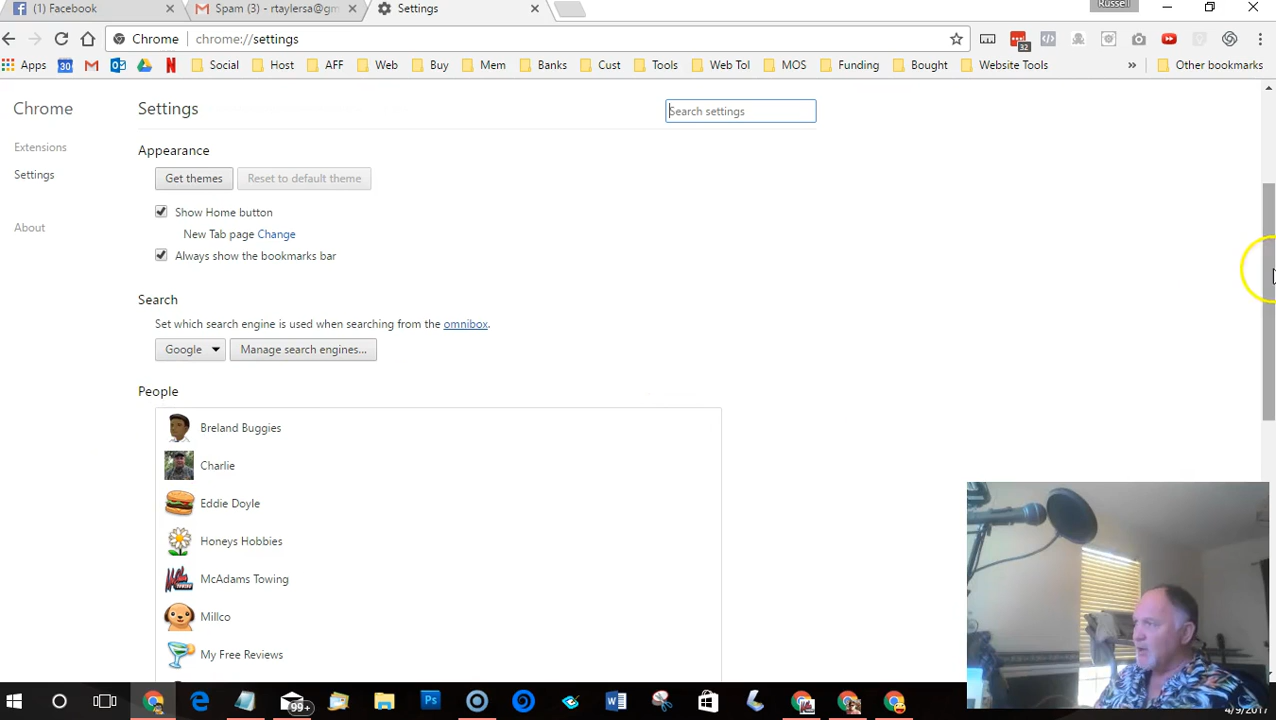 (1) Facebook
Spam (3) - rtaylersa@gm
Settings
Russell
Chrome
chrome://settings
32
Apps
Social
Host
AFF
Web
Buy
Mem
Banks
Cust
Tools
Web Tol
MOS
Funding
Bought
Website Tools
»
Other bookmarks
Chrome
Extensions
Settings
About
Settings
Search settings
Appearance
Get themes
Reset to default theme
Show Home button
New Tab page Change
Always show the bookmarks bar
Search
Set which search engine is used when searching from the omnibox.
Google
Manage search engines...
People
Breland Buggies
Charlie
Eddie Doyle
Honeys Hobbies
McAdams Towing
Millco
My Free Reviews
99+
4/9/2017